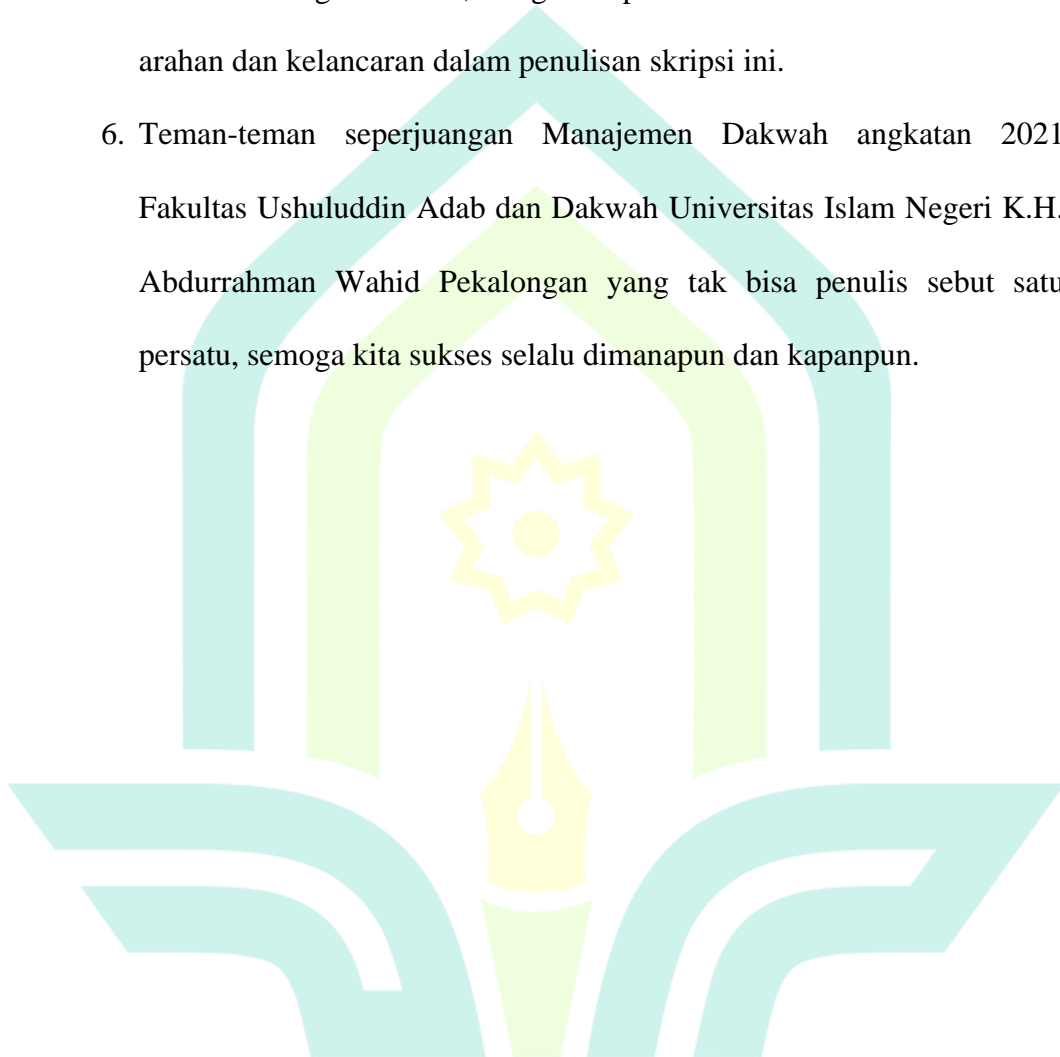 arahan dan kelancaran dalam penulisan skripsi ini.
6. Teman-teman seperjuangan Manajemen Dakwah angkatan 2021
Fakultas Ushuluddin Adab dan Dakwah Universitas Islam Negeri K.H.
Abdurrahman Wahid Pekalongan yang tak bisa penulis sebut satu
persatu, semoga kita sukses selalu dimanapun dan kapanpun.